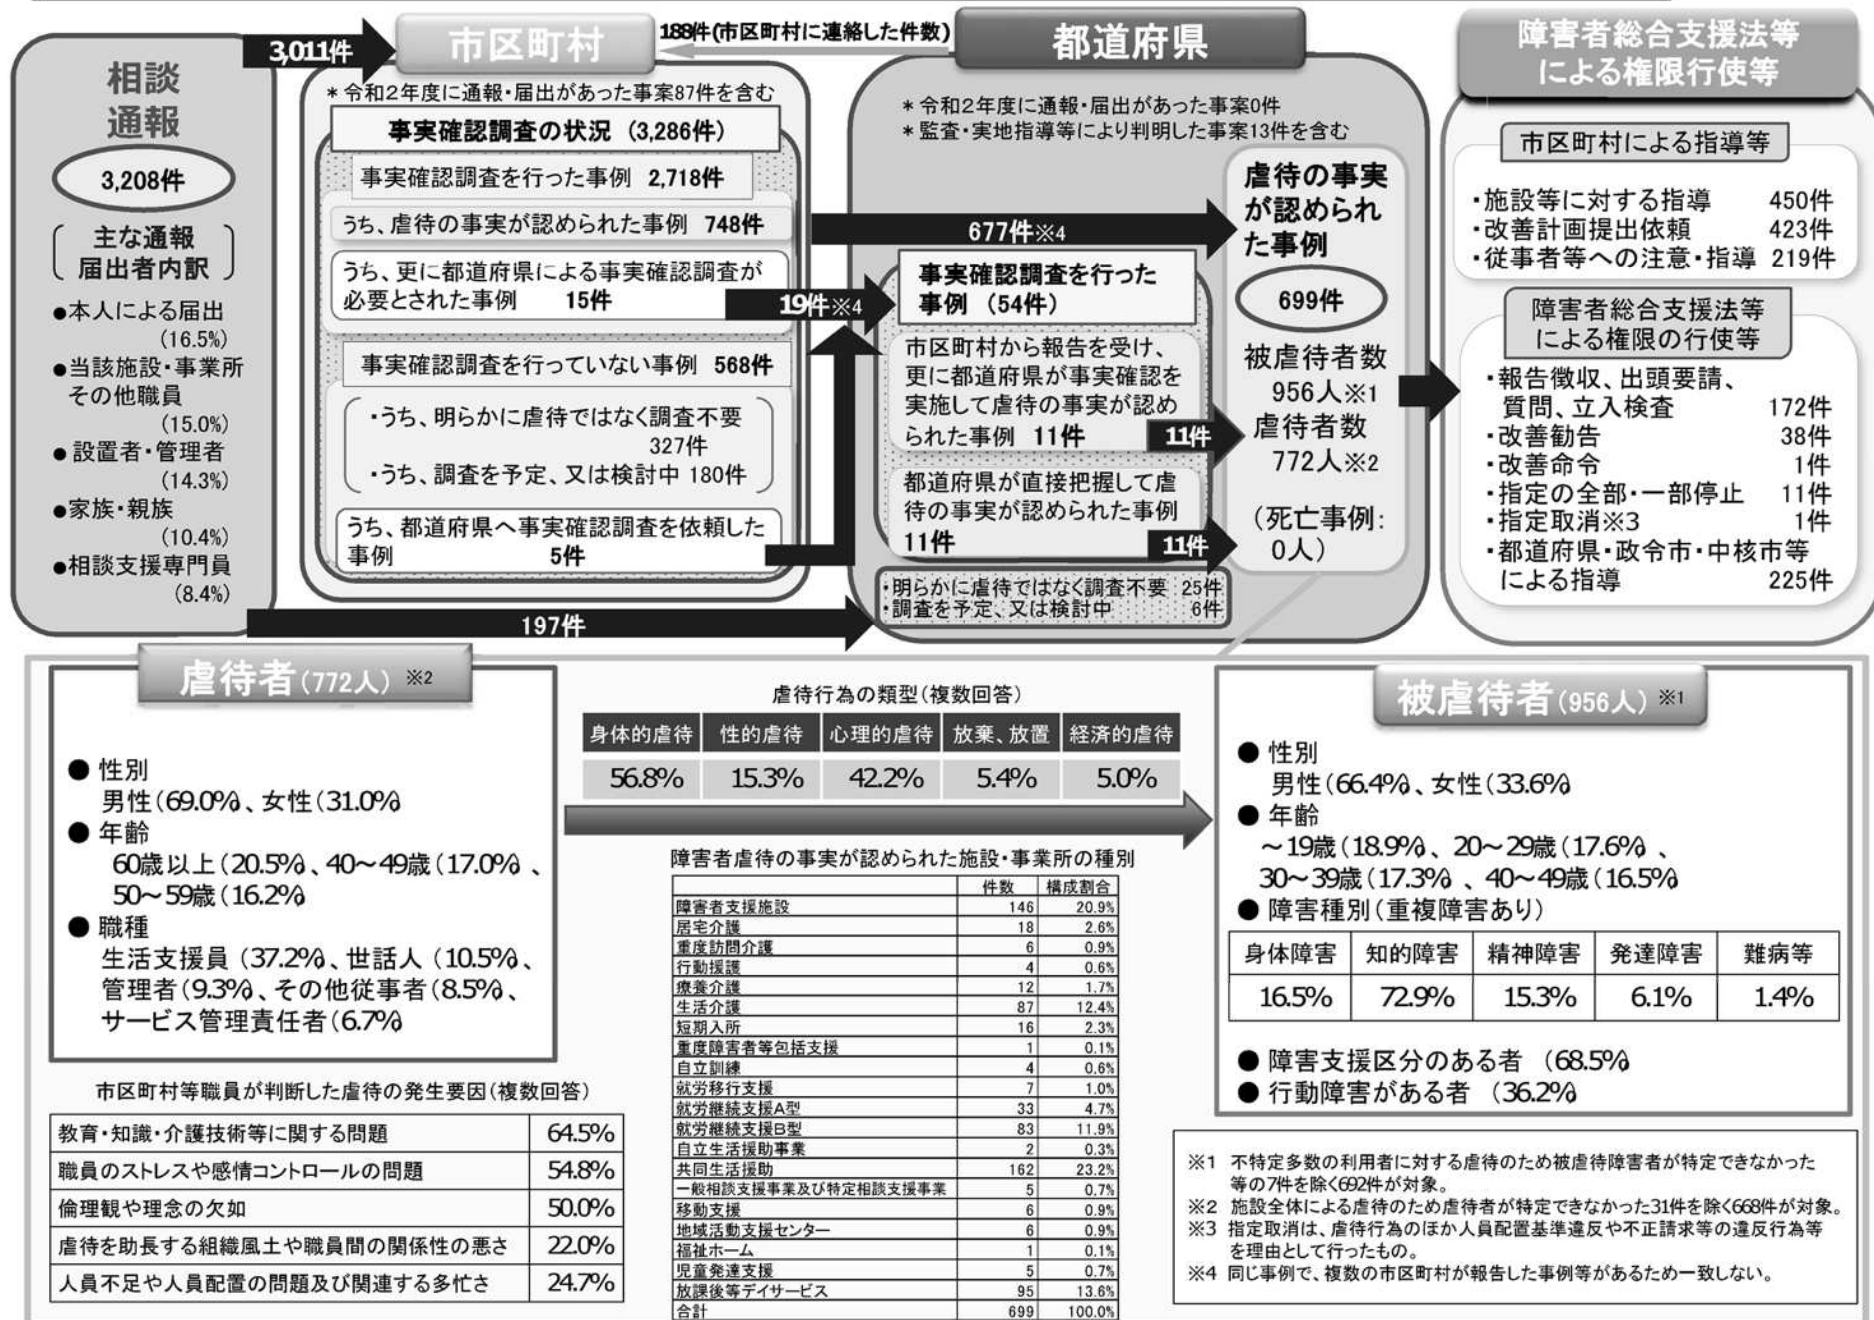 相談
通報
3,208件
主な通報
届出者内訳
●本人による届出
(16.5%)
●当該施設・事業所
その他職員
(15.0%)
●設置者・管理者
(14.3%)
●家族・親族
(10.4%)
●相談支援専門員
(8.4%)
3,011件
197件
市区町村
188件(市区町村に連絡した件数)
*令和2年度に通報・届出があった事案87件を含む
事実確認調査の状況 (3,286件)
事実確認調査を行った事例 2,718件
うち、虐待の事実が認められた事例 748件
うち、更に都道府県による事実確認調査が
必要とされた事例 15件
事実確認調査を行っていない事例 568件
・うち、明らかに虐待ではなく調査不要
327件
・うち、調査を予定、又は検討中 180件
うち、都道府県へ事実確認調査を依頼した
事例 5件
都道府県
*令和2年度に通報・届出があった事案0件
*監査・実地指導等により判明した事案13件を含む
677件※4
19件※4
事実確認調査を行った
事例 (54件)
市区町村から報告を受け、
更に都道府県が事実確認を
実施して虐待の事実が認め
られた事例 11件
11件
都道府県が直接把握して虐
待の事実が認められた事例
11件
11件
・明らかに虐待ではなく調査不要 25件
・調査を予定、又は検討中 6件
虐待の事実
が認められ
た事例
699件
被虐待者数
956人※1
虐待者数
772人※2
(死亡事例:
0人)
障害者総合支援法等
による権限行使等
市区町村による指導等
・施設等に対する指導 450件
・改善計画提出依頼 423件
・従事者等への注意・指導 219件
障害者総合支援法等
による権限の行使等
・報告徴収、出頭要請、
質問、立入検査 172件
・改善勧告 38件
・改善命令 1件
・指定の全部・一部停止 11件
・指定取消※3 1件
・都道府県・政令市・中核市等
による指導 225件
虐待者(772人) ※2
● 性別
男性(69.0%)、女性(31.0%)
● 年齢
60歳以上(20.5%)、40~49歳(17.0%)、
50~59歳(16.2%)
● 職種
生活支援員 (37.2%)、世話人 (10.5%)、
管理者(9.3%)、その他従事者(8.5%)、
サービス管理責任者(6.7%)
市区町村等職員が判断した虐待の発生要因(複数回答)
教育・知識・介護技術等に関する問題 64.5%
職員のストレスや感情コントロールの問題 54.8%
倫理観や理念の欠如 50.0%
虐待を助長する組織風土や職員間の関係性の悪さ 22.0%
人員不足や人員配置の問題及び関連する多忙さ 24.7%
虐待行為の類型(複数回答)
身体的虐待 性的虐待 心理的虐待 放棄、放置 経済的虐待
56.8% 15.3% 42.2% 5.4% 5.0%
障害者虐待の事実が認められた施設・事業所の種別
件数 構成割合
障害者支援施設 146 20.9%
居宅介護 18 2.6%
重度訪問介護 6 0.9%
行動援護 4 0.6%
療養介護 12 1.7%
生活介護 87 12.4%
短期入所 16 2.3%
重度障害者等包括支援 1 0.1%
自立訓練 4 0.6%
就労移行支援 7 1.0%
就労継続支援A型 33 4.7%
就労継続支援B型 83 11.9%
自立生活援助事業 2 0.3%
共同生活援助 162 23.2%
一般相談支援事業及び特定相談支援事業 5 0.7%
移動支援 6 0.9%
地域活動支援センター 6 0.9%
福祉ホーム 1 0.1%
児童発達支援 5 0.7%
放課後等デイサービス 95 13.6%
合計 699 100.0%
被虐待者(956人) ※1
● 性別
男性(66.4%)、女性(33.6%)
● 年齢
~19歳(18.9%)、20~29歳(17.6%)、
30~39歳(17.3%)、40~49歳(16.5%)
● 障害種別(重複障害あり)
身体障害 知的障害 精神障害 発達障害 難病等
16.5% 72.9% 15.3% 6.1% 1.4%
● 障害支援区分のある者 (68.5%)
● 行動障害がある者 (36.2%)
※1 不特定多数の利用者に対する虐待のため被虐待障害者が特定できなかった
等の7件を除く692件が対象。
※2 施設全体による虐待のため虐待者が特定できなかった31件を除く668件が対象。
※3 指定取消は、虐待行為のほか人員配置基準違反や不正請求等の違反行為等
を理由として行ったもの。
※4 同じ事例で、複数の市区町村が報告した事例等があるため一致しない。